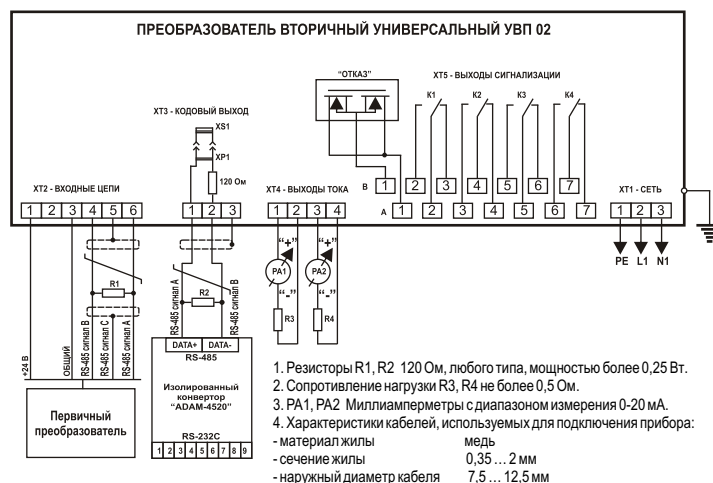 ПРЕОБРАЗОВАТЕЛЬ ВТОРИЧНЫЙ УНИВЕРСАЛЬНЫЙ УВП 02
"ОТКАЗ"
XT5 - ВЫХОДЫ СИГНАЛИЗАЦИИ
К1 К2 К3 К4
XT3 - КОДОВЫЙ ВЫХОД
XS1
XP1
120 Ом
XT2 - ВХОДНЫЕ ЦЕПИ
XT4 - ВЫХОДЫ ТОКА
XT1 - СЕТЬ
B 1 2 3 4 5 6 7
A 1 2 3 4 5 6 7
1 2 3 4 5 6
1 2 3
1 2 3 4
1 2 3
PE L1 N1
"+" "+"
PA1 PA2
"-" "-"
R1
R2
R3 R4
+24 В
ОБЩИЙ
RS-485 сигнал В
RS-485 сигнал С
RS-485 сигнал А
RS-485 сигнал А
RS-485 сигнал В
DATA+ DATA-
RS-485
Изолированный
конвертор
"ADAM-4520"
RS-232C
1 2 3 4 5 6 7 8 9
Первичный
преобразователь
1. Резисторы R1, R2 120 Ом, любого типа, мощностью более 0,25 Вт.
2. Сопротивление нагрузки R3, R4 не более 0,5 Ом.
3. PA1, PA2 Миллиамперметры с диапазоном измерения 0-20 мА.
4. Характеристики кабелей, используемых для подключения прибора:
- материал жилы медь
- сечение жилы 0,35 ... 2 мм
- наружный диаметр кабеля 7,5 ... 12,5 мм